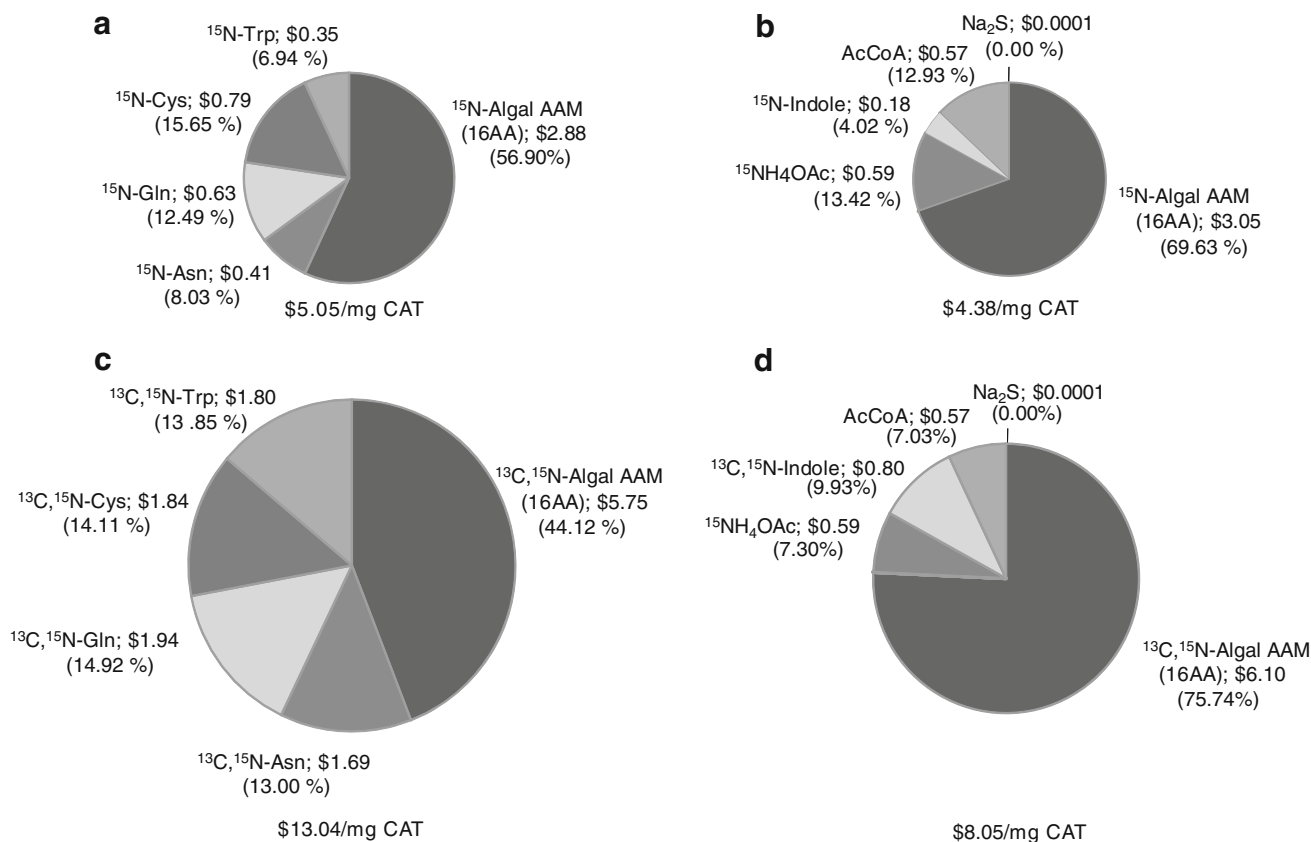 a
¹⁵N-Trp; $0.35
(6.94 %)
¹⁵N-Cys; $0.79
(15.65 %)
¹⁵N-Gln; $0.63
(12.49 %)
¹⁵N-Asn; $0.41
(8.03 %)
¹⁵N-Algal AAM
(16AA); $2.88
(56.90%)
$5.05/mg CAT
b
Na₂S; $0.0001
(0.00 %)
AcCoA; $0.57
(12.93 %)
¹⁵N-Indole; $0.18
(4.02 %)
¹⁵NH4OAc; $0.59
(13.42 %)
¹⁵N-Algal AAM
(16AA); $3.05
(69.63 %)
$4.38/mg CAT
c
¹³C,¹⁵N-Trp; $1.80
(13 .85 %)
¹³C,¹⁵N-Cys; $1.84
(14.11 %)
¹³C,¹⁵N-Gln; $1.94
(14.92 %)
¹³C,¹⁵N-Asn; $1.69
(13.00 %)
¹³C,¹⁵N-Algal AAM
(16AA); $5.75
(44.12 %)
$13.04/mg CAT
d
Na₂S; $0.0001
(0.00%)
AcCoA; $0.57
(7.03%)
¹³C,¹⁵N-Indole; $0.80
(9.93%)
¹⁵NH₄OAc; $0.59
(7.30%)
¹³C,¹⁵N-Algal AAM
(16AA); $6.10
(75.74%)
$8.05/mg CAT